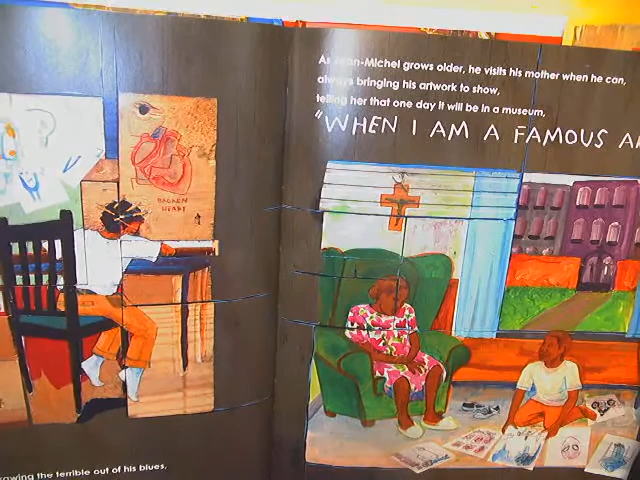 BROKEN
HEART
rawing the terrible out of his blues,
As Jean-Michel grows older, he visits his mother when he can,
always bringing his artwork to show,
telling her that one day it will be in a museum,
"WHEN I AM A FAMOUS A